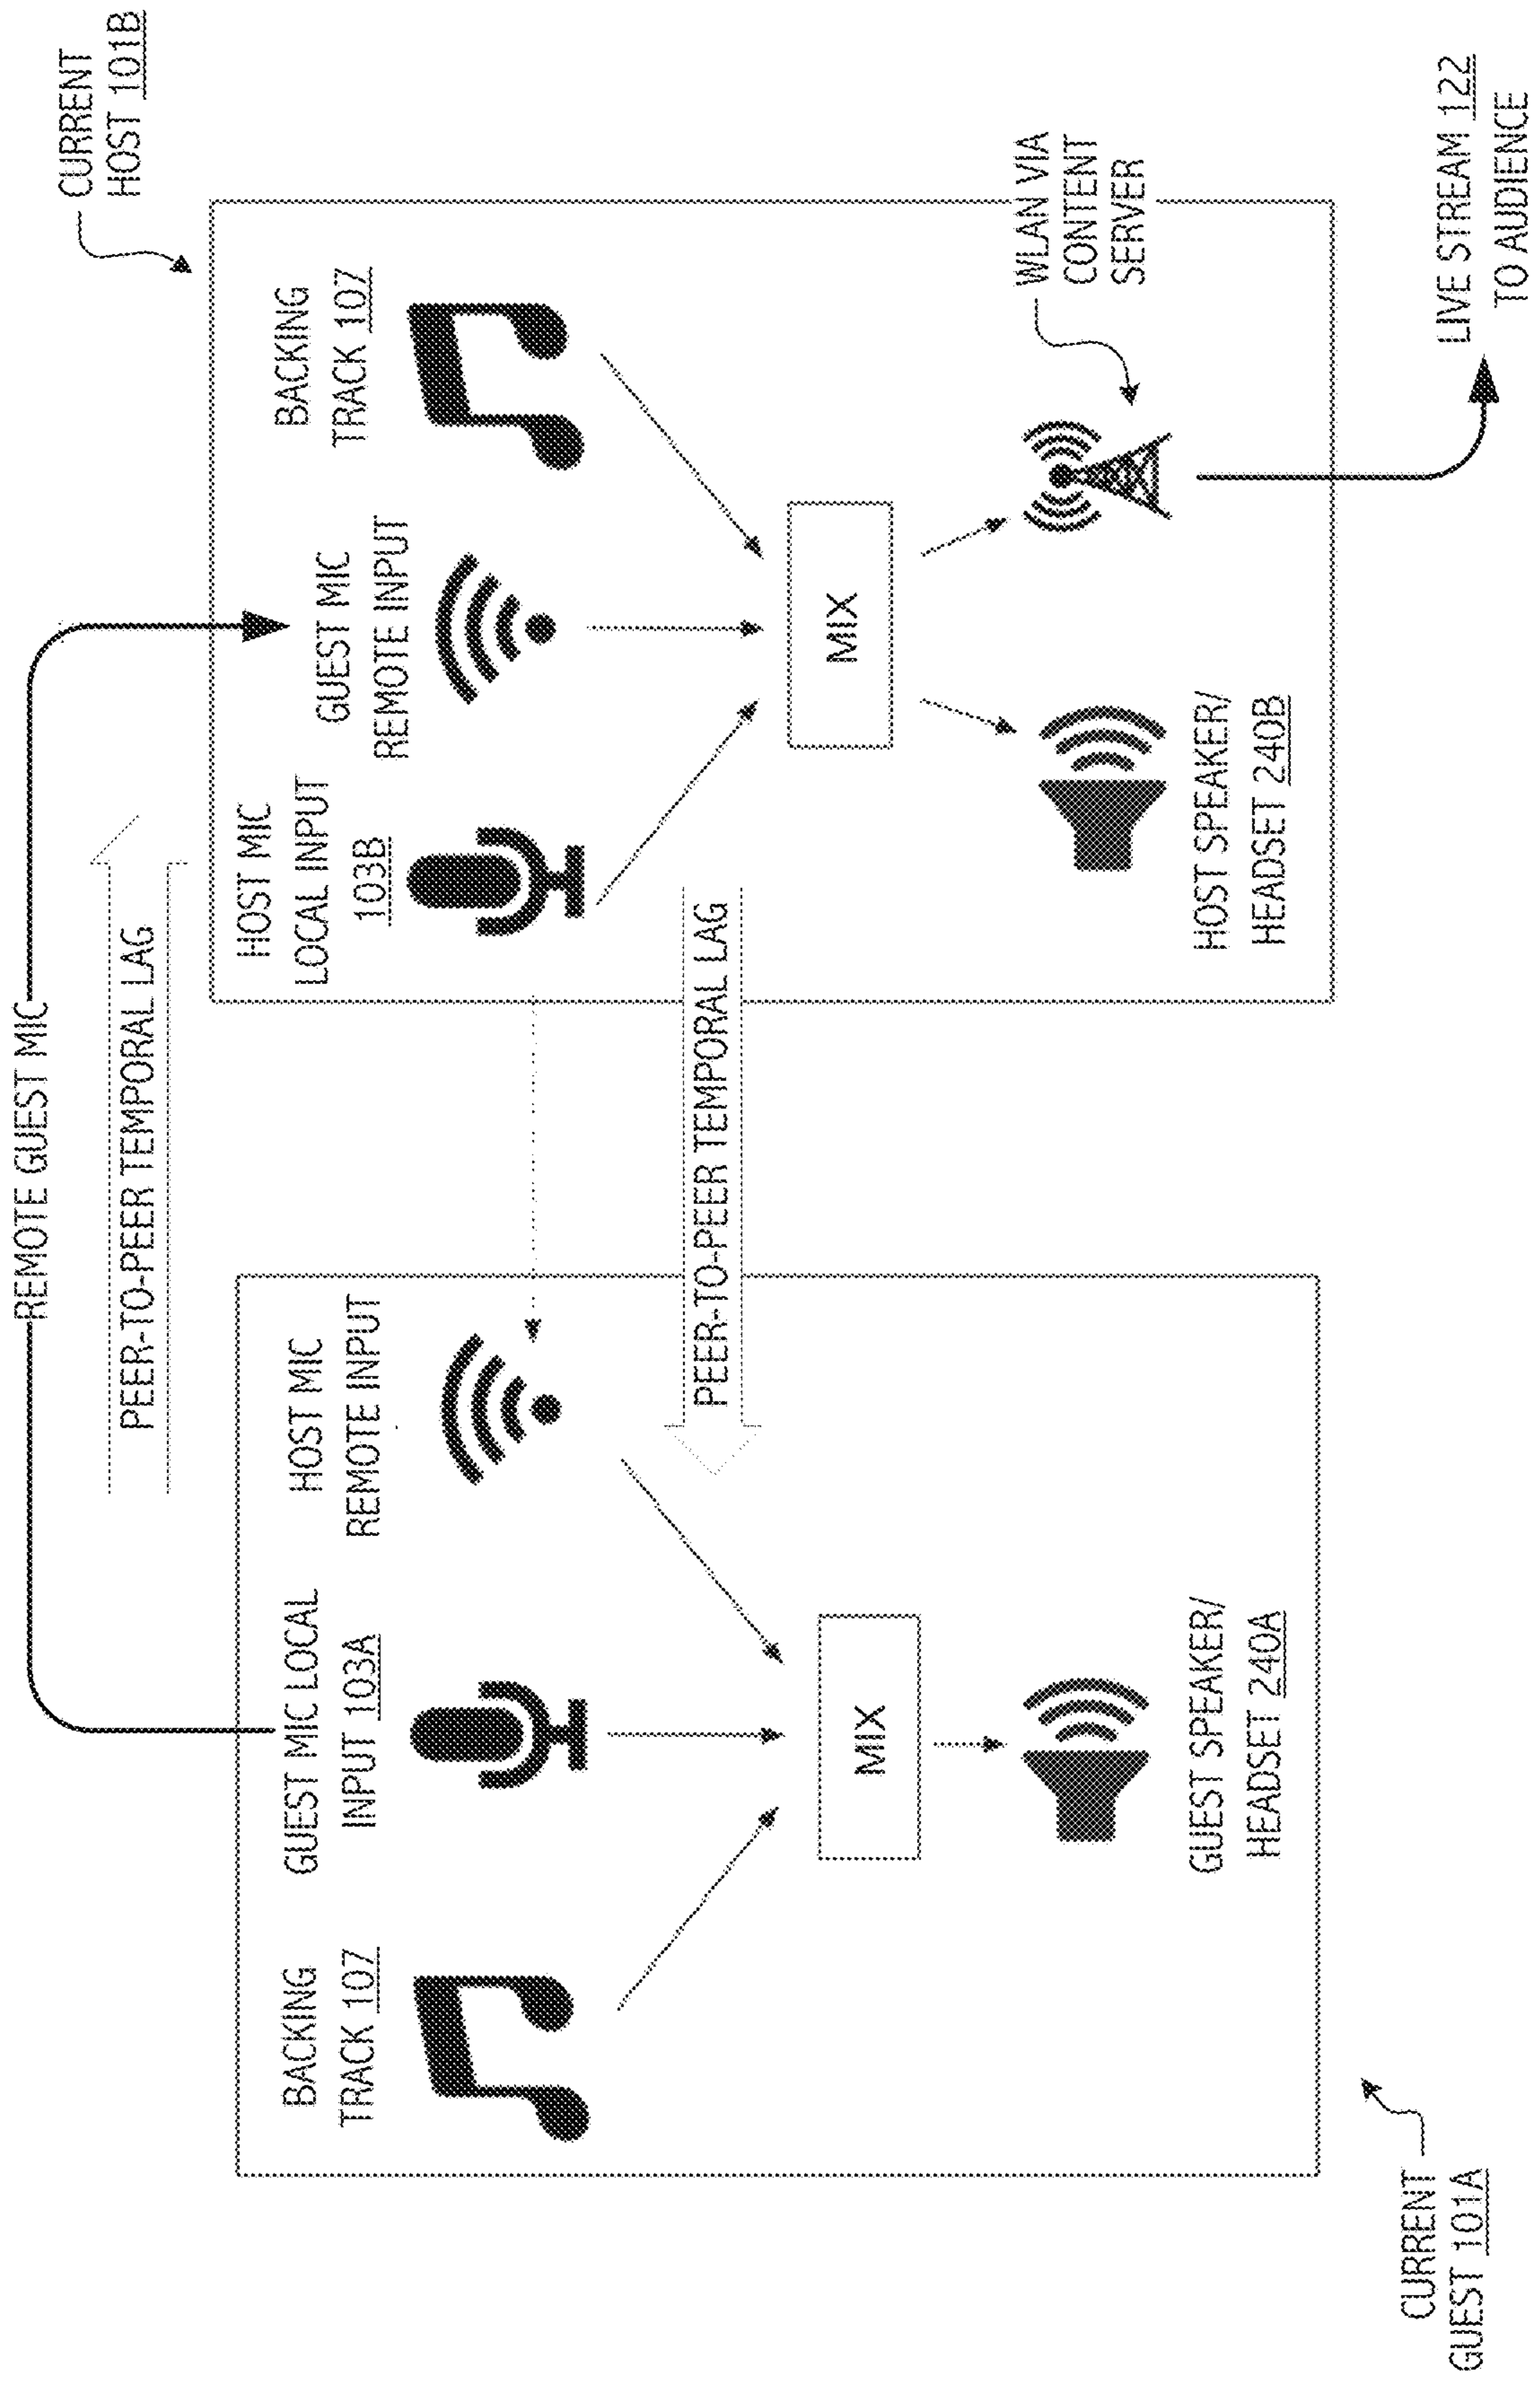 REMOTE GUEST MIC
PEER-TO-PEER TEMPORAL LAG
CURRENT
HOST 101B
BACKING
TRACK 107
GUEST MIC LOCAL
INPUT 103A
HOST MIC
REMOTE INPUT
MIX
GUEST SPEAKER/
HEADSET 240A
CURRENT
GUEST 101A
PEER-TO-PEER TEMPORAL LAG
HOST MIC
LOCAL INPUT
103B
GUEST MIC
REMOTE INPUT
BACKING
TRACK 107
MIX
HOST SPEAKER/
HEADSET 240B
WLAN VIA
CONTENT
SERVER
LIVE STREAM 122
TO AUDIENCE